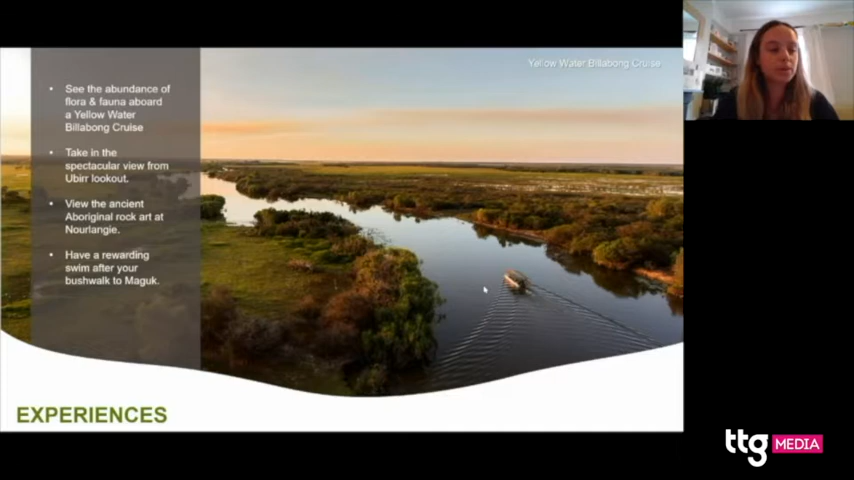 Yellow Water Billabong Cruise
• See the abundance of
flora & fauna aboard
a Yellow Water
Billabong Cruise
• Take in the
spectacular view from
Ubirr lookout.
• View the ancient
Aboriginal rock art at
Nourlangie.
• Have a rewarding
swim after your
bushwalk to Maguk.
EXPERIENCES
ttg MEDIA